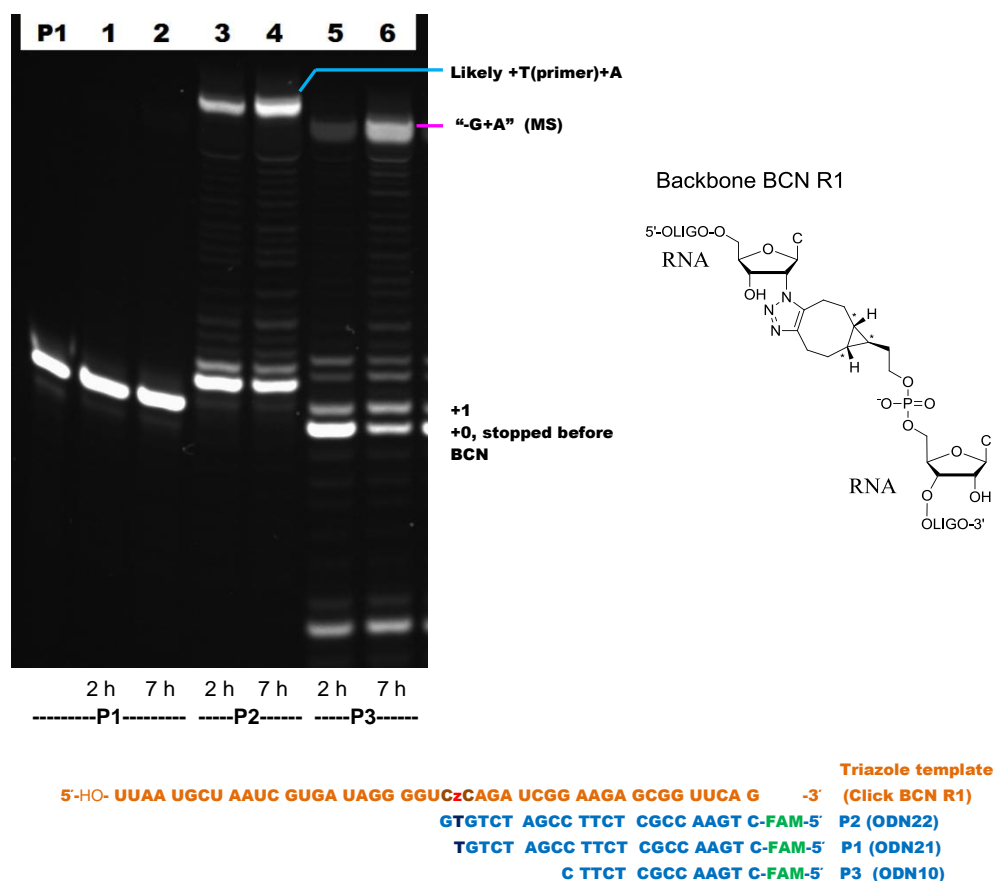 P1 1 2 3 4 5 6
Likely +T(primer)+A
“-G+A” (MS)
+1
+0, stopped before
BCN
2 h 7 h 2 h 7 h 2 h 7 h
---------P1--------- -----P2------ -----P3------
Backbone BCN R1
5'-OLIGO-O
O
C
RNA
OH
N
N
N
H
*
*
*
H
O
-O-P=O
O
O
C
RNA
O
OH
OLIGO-3'
Triazole template
5´-HO- UUAA UGCU AAUC GUGA UAGG GGUCzCAGA UCGG AAGA GCGG UUCA G -3´ (Click BCN R1)
GTGTCT AGCC TTCT CGCC AAGT C-FAM-5´ P2 (ODN22)
TGTCT AGCC TTCT CGCC AAGT C-FAM-5´ P1 (ODN21)
C TTCT CGCC AAGT C-FAM-5´ P3 (ODN10)